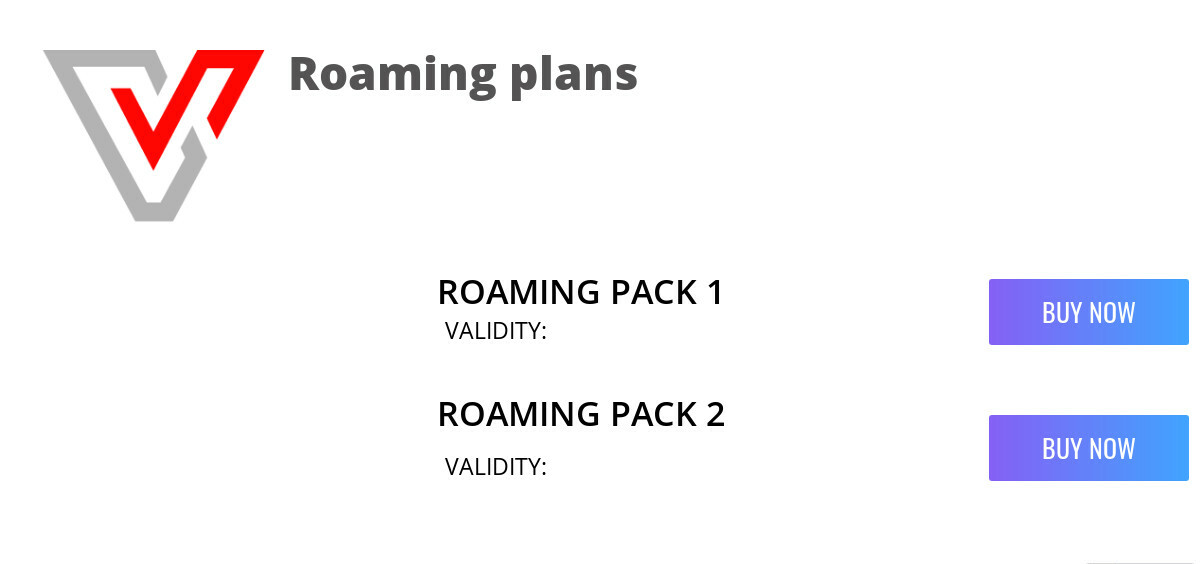 Roaming plans
ROAMING PACK 1
VALIDITY:
BUY NOW
ROAMING PACK 2
VALIDITY:
BUY NOW